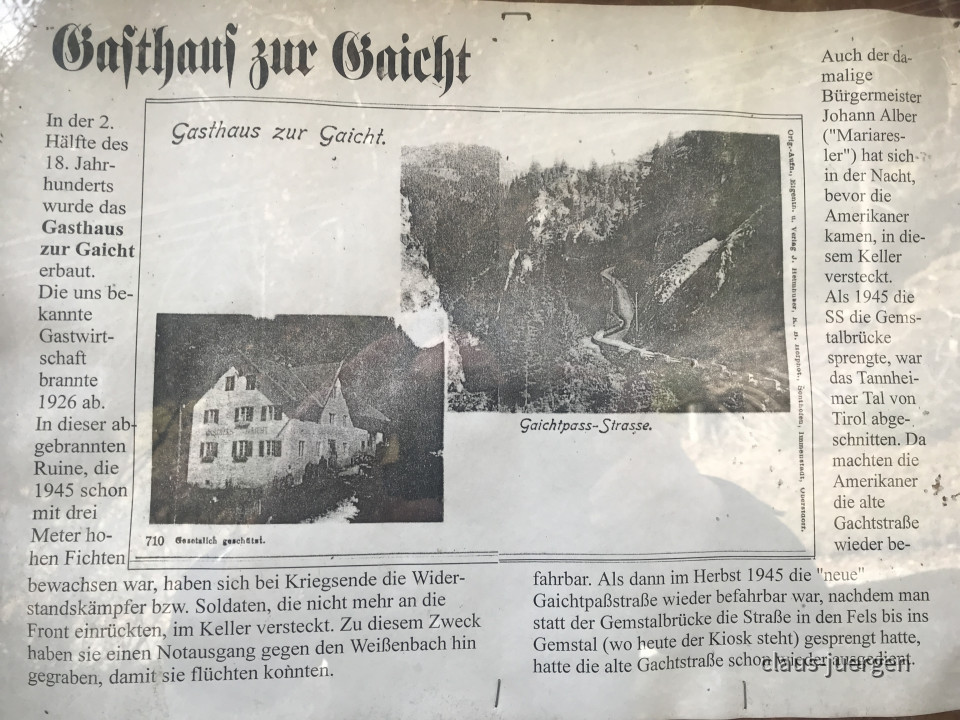 Gasthaus zur Gaicht
In der 2.
Hälfte des
18. Jahr-
hunderts
wurde das
Gasthaus
zur Gaicht
erbaut.
Die uns be-
kannte
Gastwirt-
schaft
brannte
1926 ab.
In dieser ab-
gebrannten
Ruine, die
1945 schon
mit drei
Meter ho-
hen Fichten
bewachsen war, haben sich bei Kriegsende die Wider-
standskämpfer bzw. Soldaten, die nicht mehr an die
Front einrückten, im Keller versteckt. Zu diesem Zweck
haben sie einen Notausgang gegen den Weißenbach hin
gegraben, damit sie flüchten konnten.
Gasthaus zur Gaicht.
Gaichtpass-Strasse.
710 Gesetzlich geschützt.
Orig.-Aufn., Eigentn. u. Verlag J. Heimhuber, k. b. Hofphot. Sonthofen, Immenstadt, Oberstdorf.
Auch der da-
malige
Bürgermeister
Johann Alber
("Mariares-
ler") hat sich
in der Nacht,
bevor die
Amerikaner
kamen, in die-
sem Keller
versteckt.
Als 1945 die
SS die Gems-
talbrücke
sprengte, war
das Tannhei-
mer Tal von
Tirol abge-
schnitten. Da
machten die
Amerikaner
die alte
Gachtstraße
wieder be-
fahrbar. Als dann im Herbst 1945 die "neue"
Gaichtpaßstraße wieder befahrbar war, nachdem man
statt der Gemstalbrücke die Straße in den Fels bis ins
Gemstal (wo heute der Kiosk steht) gesprengt hatte,
hatte die alte Gachtstraße schon wieder ausgedient.
claus-juergen